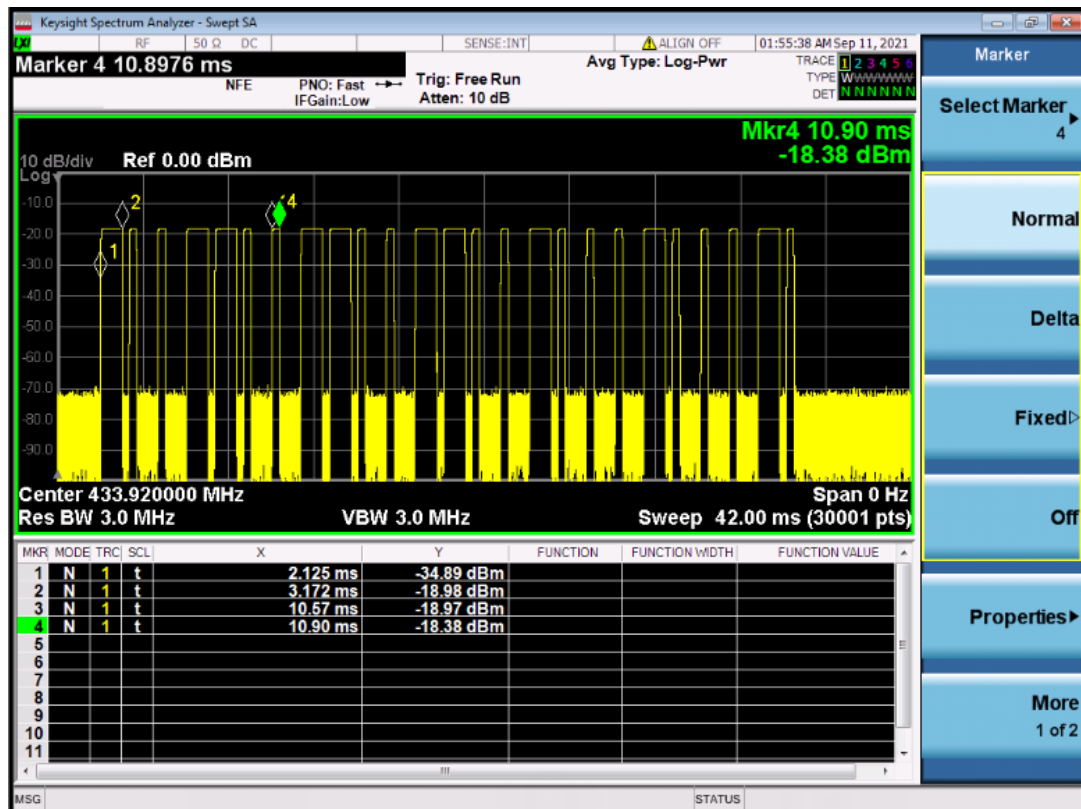 Keysight Spectrum Analyzer - Swept SA
LXI RF 50 Ω DC SENSE:INT ALIGN OFF 01:55:38 AM Sep 11, 2021
Marker 4 10.8976 ms
NFE
PNO: Fast
IFGain:Low
Trig: Free Run
Atten: 10 dB
Avg Type: Log-Pwr
TRACE 1 2 3 4 5 6
TYPE WWWWWW
DET N N N N N N
Mkr4 10.90 ms
-18.38 dBm
10 dB/div Ref 0.00 dBm
Log
-10.0
-20.0
-30.0
-40.0
-50.0
-60.0
-70.0
-80.0
-90.0
1
2
4
Center 433.920000 MHz Span 0 Hz
Res BW 3.0 MHz VBW 3.0 MHz Sweep 42.00 ms (30001 pts)
MKR MODE TRC SCL X Y FUNCTION FUNCTION WIDTH FUNCTION VALUE
1 N 1 t 2.125 ms -34.89 dBm
2 N 1 t 3.172 ms -18.98 dBm
3 N 1 t 10.57 ms -18.97 dBm
4 N 1 t 10.90 ms -18.38 dBm
5
6
7
8
9
10
11
MSG STATUS
Marker
Select Marker
4
Normal
Delta
Fixed
Off
Properties
More
1 of 2